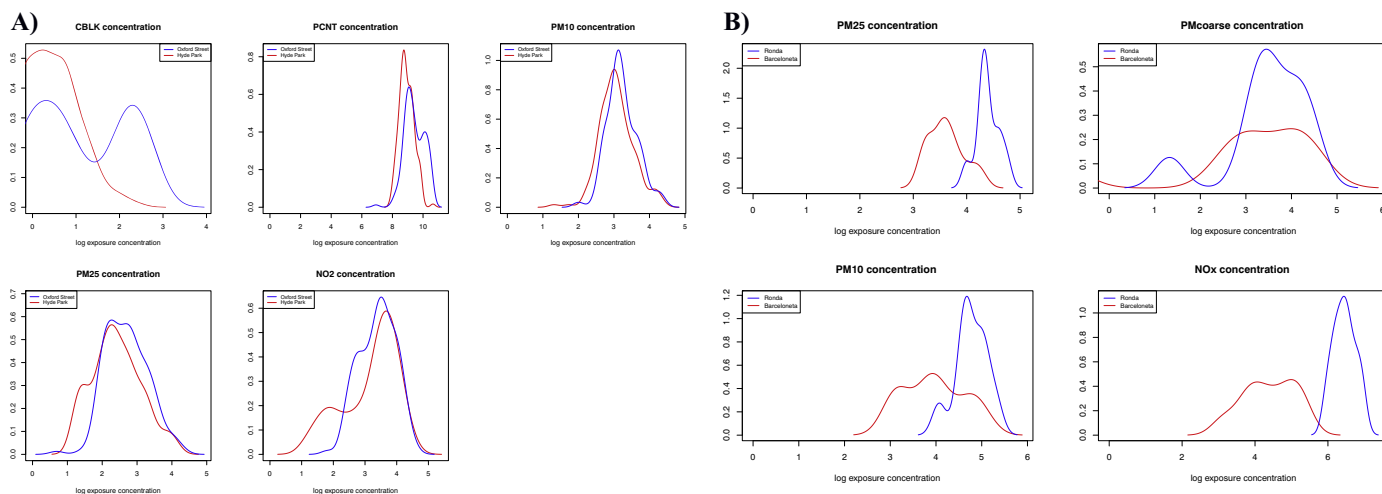 A)
CBLK concentration
Oxford Street
Hyde Park
0.0 0.1 0.2 0.3 0.4 0.5
0 1 2 3 4
log exposure concentration
PCNT concentration
Oxford Street
Hyde Park
0.0 0.2 0.4 0.6 0.8
0 2 4 6 8 10
log exposure concentration
PM10 concentration
Oxford Street
Hyde Park
0.0 0.2 0.4 0.6 0.8 1.0
0 1 2 3 4 5
log exposure concentration
PM25 concentration
Oxford Street
Hyde Park
0.0 0.1 0.2 0.3 0.4 0.5 0.6 0.7
0 1 2 3 4 5
log exposure concentration
NO2 concentration
Oxford Street
Hyde Park
0.0 0.1 0.2 0.3 0.4 0.5 0.6
0 1 2 3 4 5
log exposure concentration
B)
PM25 concentration
Ronda
Barceloneta
0.0 0.5 1.0 1.5 2.0
0 1 2 3 4 5
log exposure concentration
PMcoarse concentration
Ronda
Barceloneta
0.0 0.1 0.2 0.3 0.4 0.5
0 1 2 3 4 5 6
log exposure concentration
PM10 concentration
Ronda
Barceloneta
0.0 0.2 0.4 0.6 0.8 1.0 1.2
0 1 2 3 4 5 6
log exposure concentration
NOx concentration
Ronda
Barceloneta
0.0 0.2 0.4 0.6 0.8 1.0
0 2 4 6
log exposure concentration